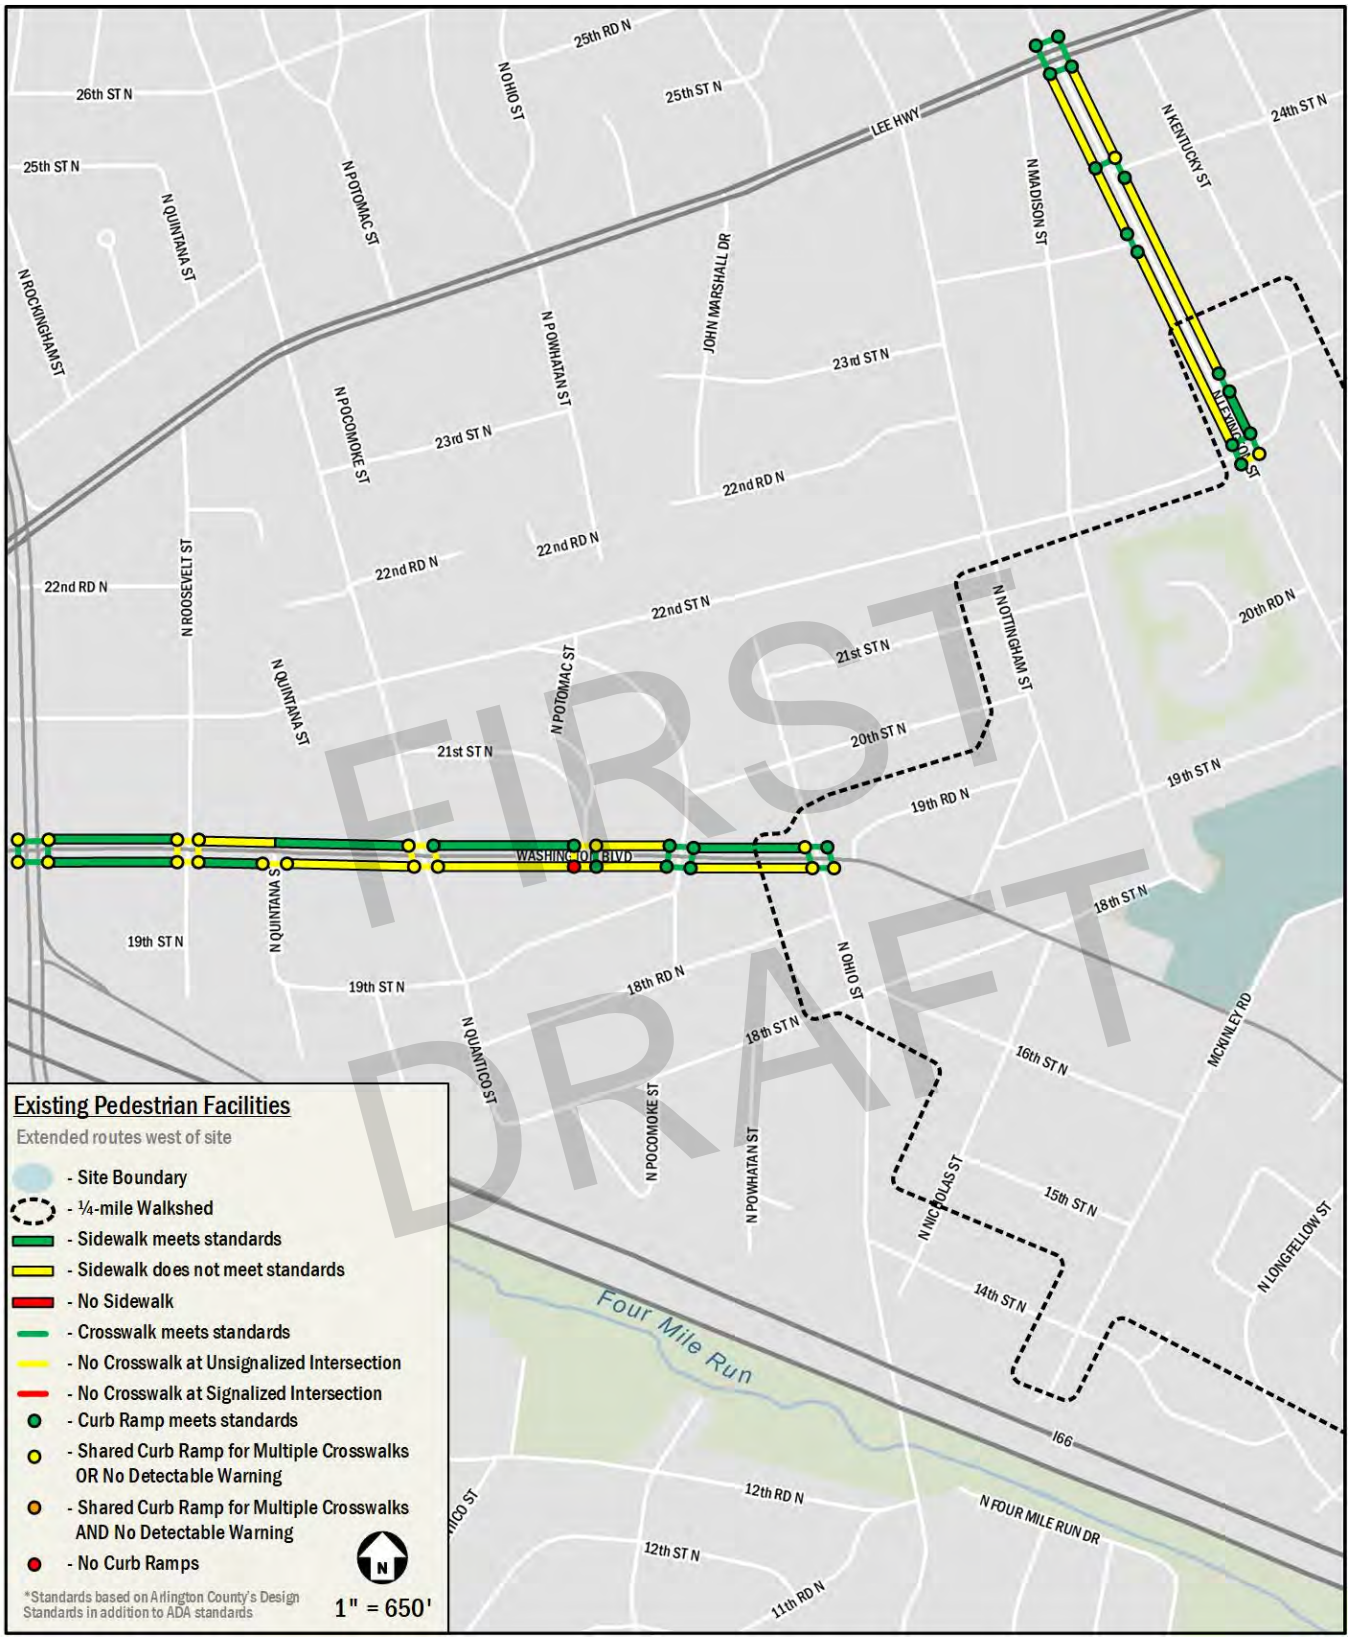 25th RD N
26th ST N
N OHIO ST
25th ST N
LEE HWY
24th ST N
N KENTUCKY ST
25th ST N
N POTOMAC ST
N MADISON ST
N QUINTANA ST
N ROCKINGHAM ST
JOHN MARSHALL DR
N POWHATAN ST
23rd ST N
N POCOMOKE ST
23rd ST N
N LEXINGTON ST
22nd RD N
22nd RD N
22nd RD N
22nd RD N
N ROOSEVELT ST
22nd ST N
20th RD N
N NOTTINGHAM ST
21st ST N
N QUINTANA ST
N POTOMAC ST
21st ST N
20th ST N
19th ST N
19th RD N
WASHINGTON BLVD
N QUINTANA S
18th ST N
19th ST N
N OHIO ST
18th RD N
19th ST N
MCKINLEY RD
18th ST N
N QUANTICO ST
16th ST N
N POCOMOKE ST
N POWHATAN ST
N NICHOLAS ST
15th ST N
N LONGFELLOW ST
14th ST N
Four Mile Run
I66
12th RD N
N FOUR MILE RUN DR
12th ST N
11th RD N
FIRST
DRAFT
Existing Pedestrian Facilities
Extended routes west of site
- Site Boundary
- ¼-mile Walkshed
- Sidewalk meets standards
- Sidewalk does not meet standards
- No Sidewalk
- Crosswalk meets standards
- No Crosswalk at Unsignalized Intersection
- No Crosswalk at Signalized Intersection
- Curb Ramp meets standards
- Shared Curb Ramp for Multiple Crosswalks
OR No Detectable Warning
- Shared Curb Ramp for Multiple Crosswalks
AND No Detectable Warning
- No Curb Ramps
*Standards based on Arlington County's Design
Standards in addition to ADA standards
N
1" = 650'